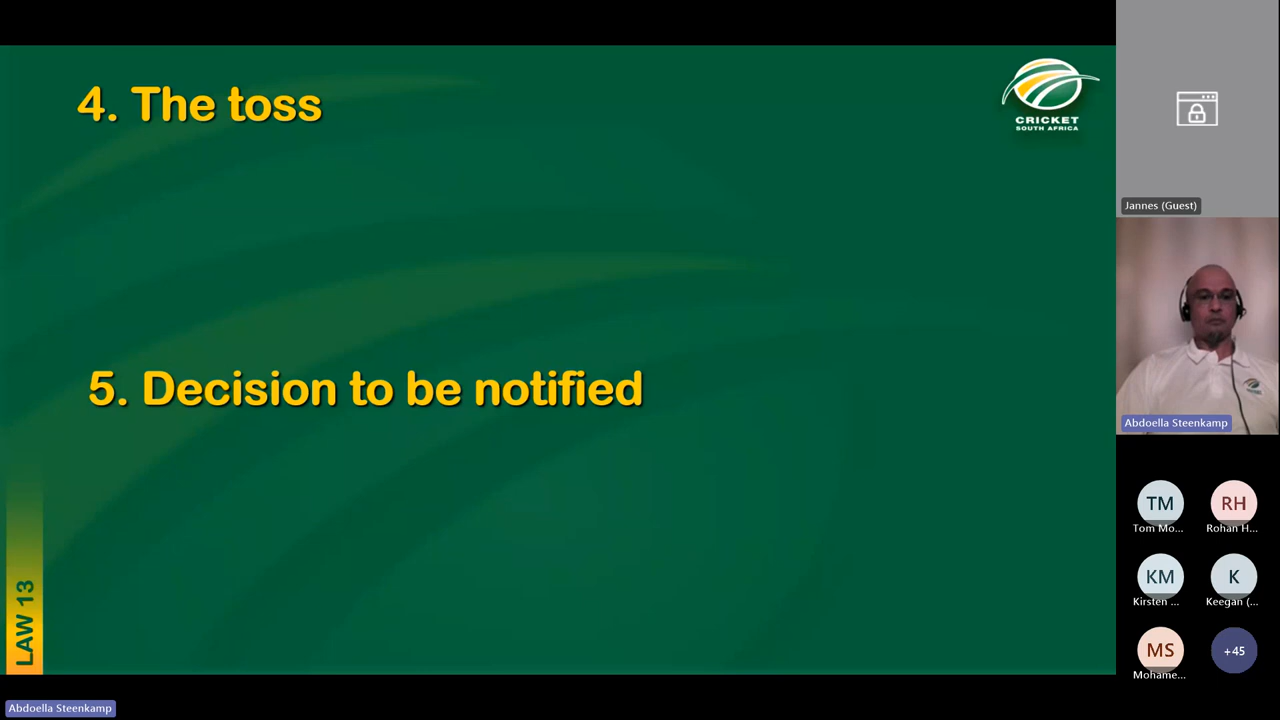 4. The toss
CRICKET
SOUTH AFRICA
5. Decision to be notified
LAW 13
Abdoella Steenkamp
Jannes (Guest)
Abdoella Steenkamp
TM
Tom Mo...
RH
Rohan H...
KM
Kirsten ...
K
Keegan (...
MS
Mohame...
+45